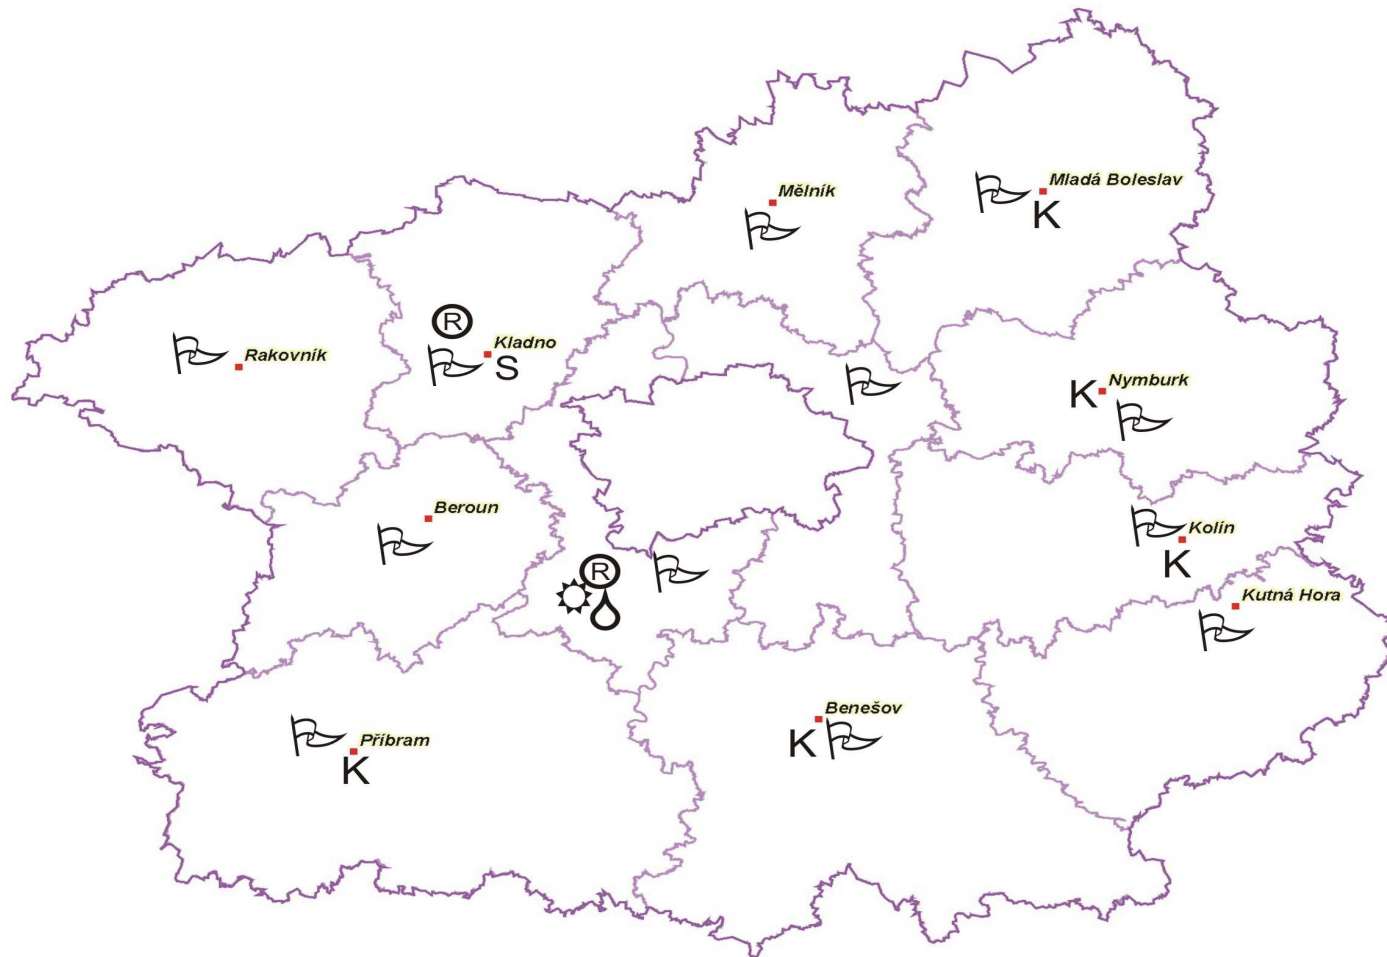 Mladá Boleslav
K
Mělník
R
Kladno
S
Rakovník
Nymburk
K
Beroun
Kolín
K
R
Kutná Hora
Benešov
K
Příbram
K